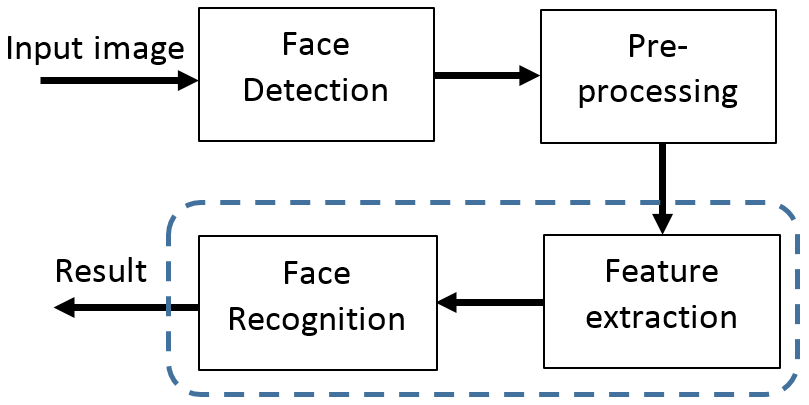 Input image
Face
Detection
Pre-
processing
Feature
extraction
Face
Recognition
Result